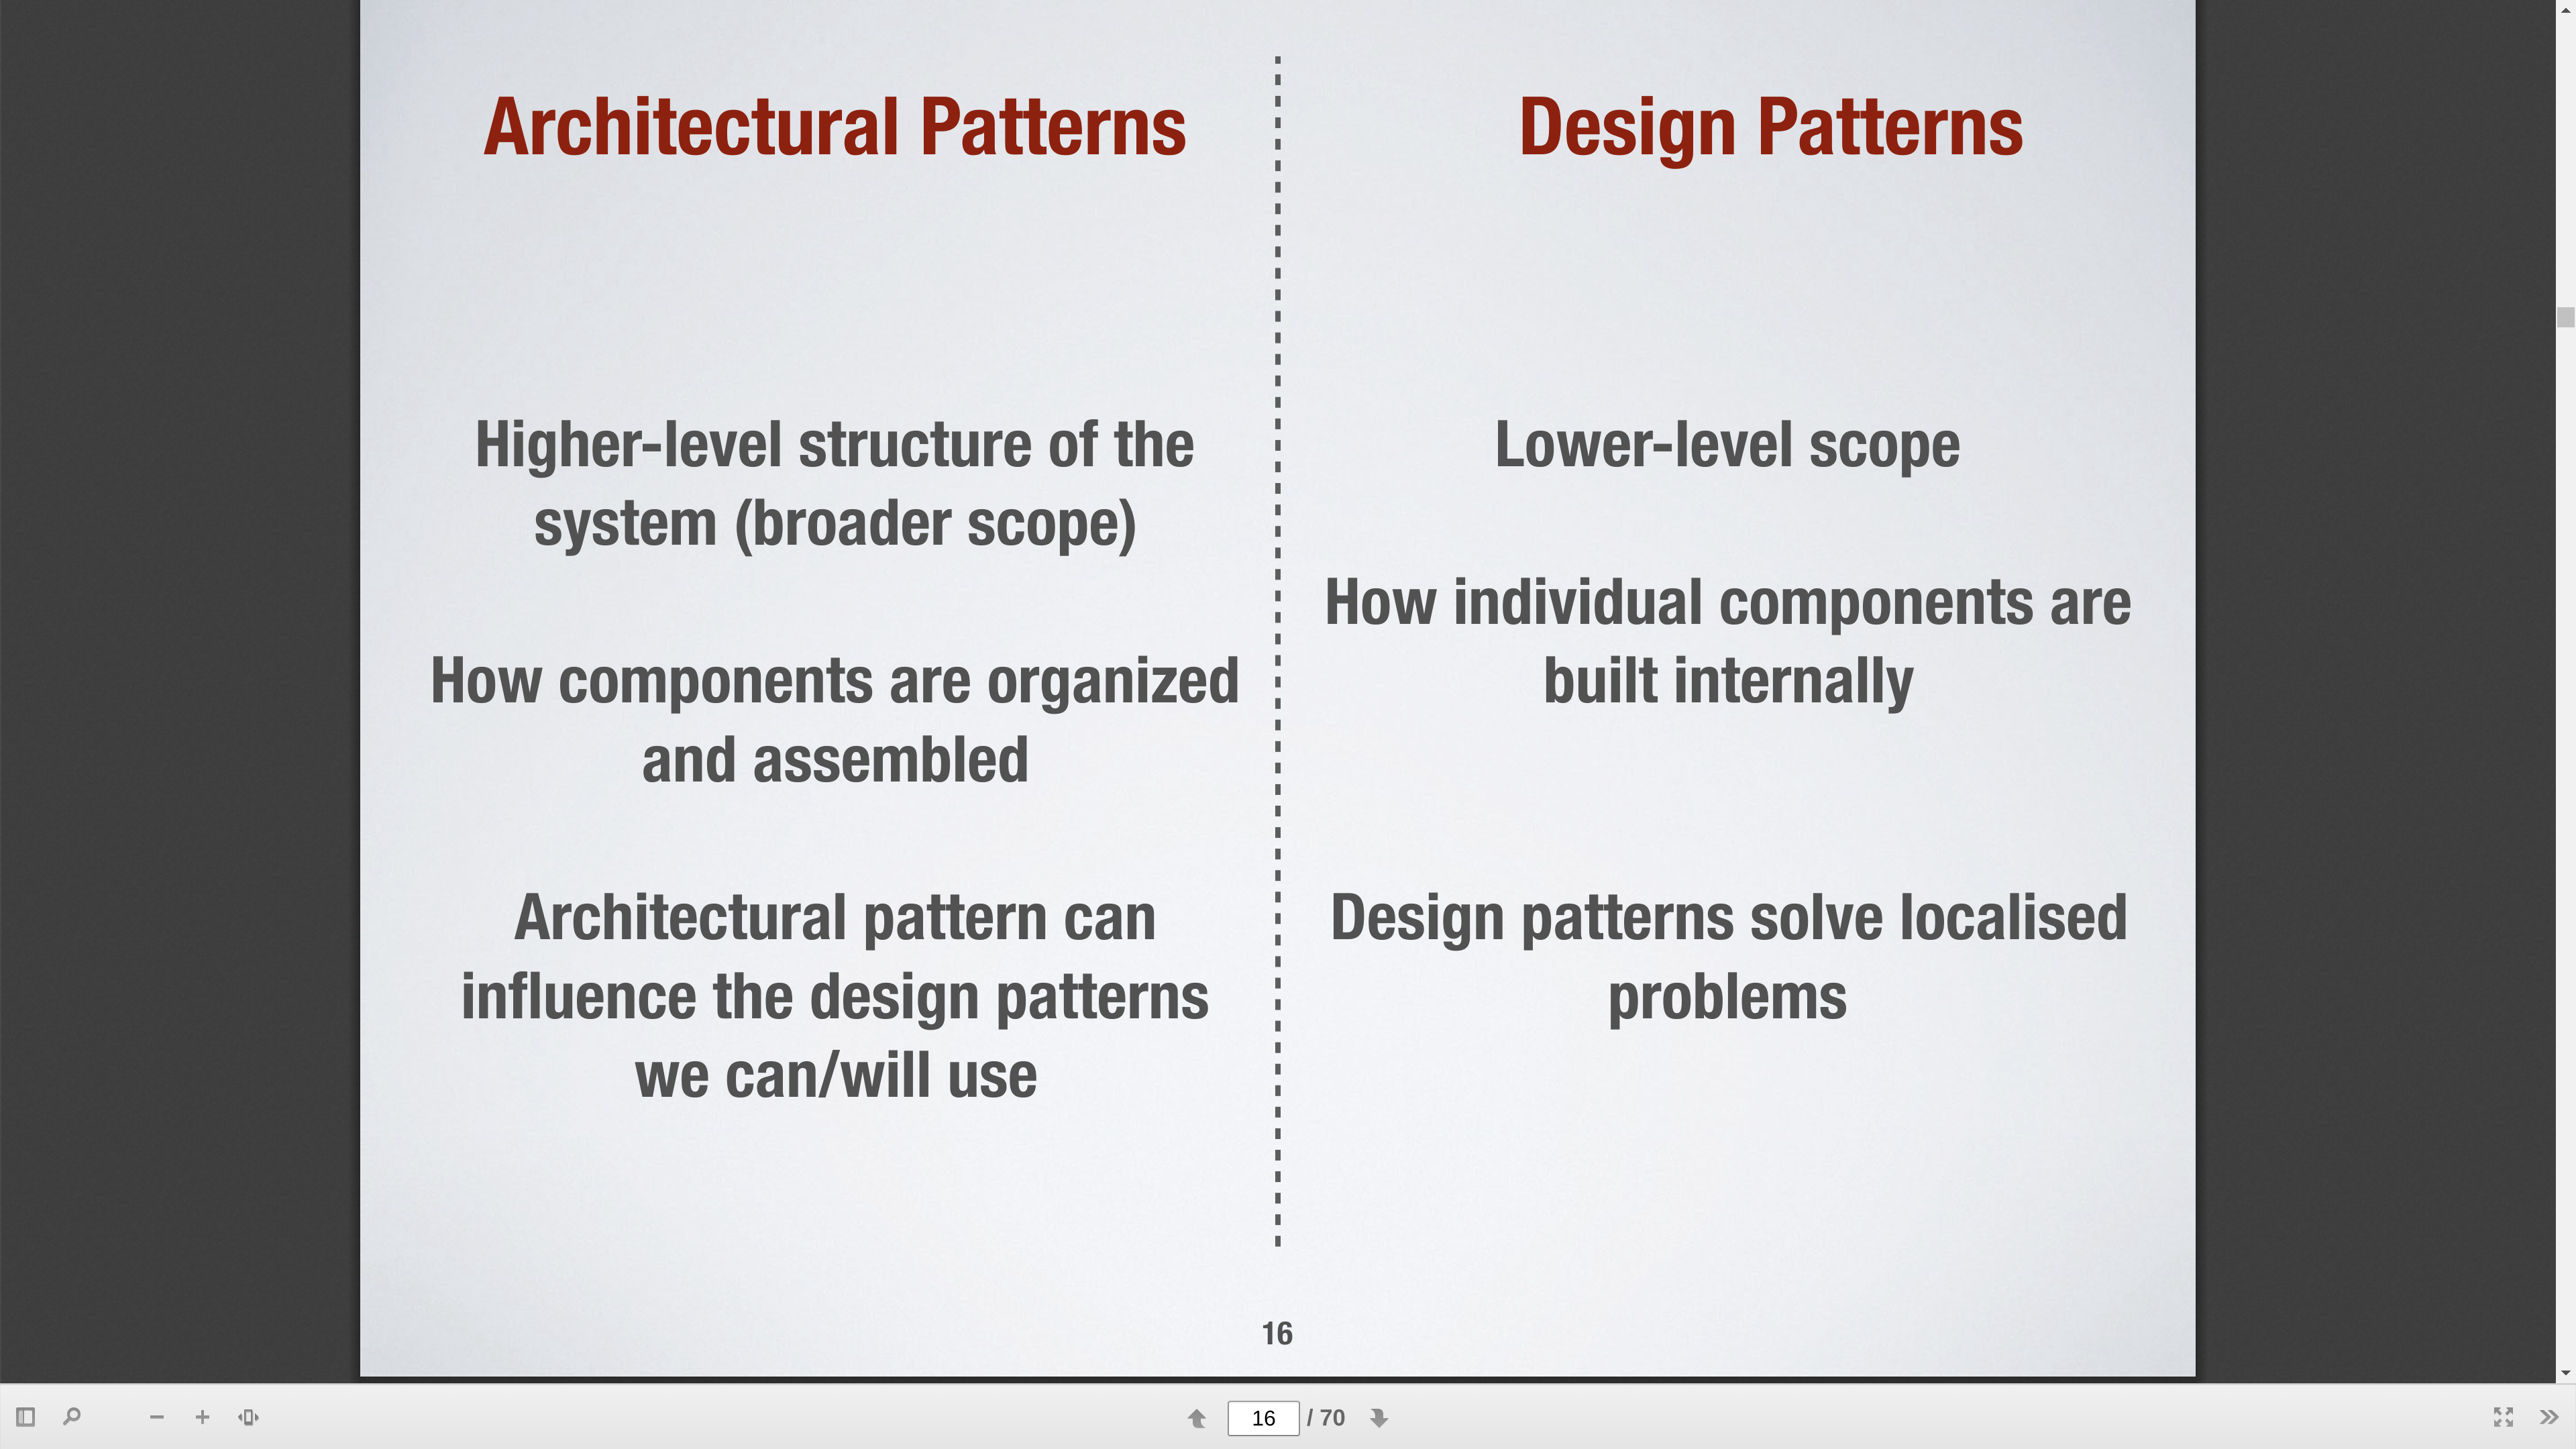 Architectural Patterns
Higher-level structure of the
system (broader scope)
How components are organized
and assembled
Architectural pattern can
influence the design patterns
we can/will use
Design Patterns
Lower-level scope
How individual components are
built internally
Design patterns solve localised
problems
16
16 / 70